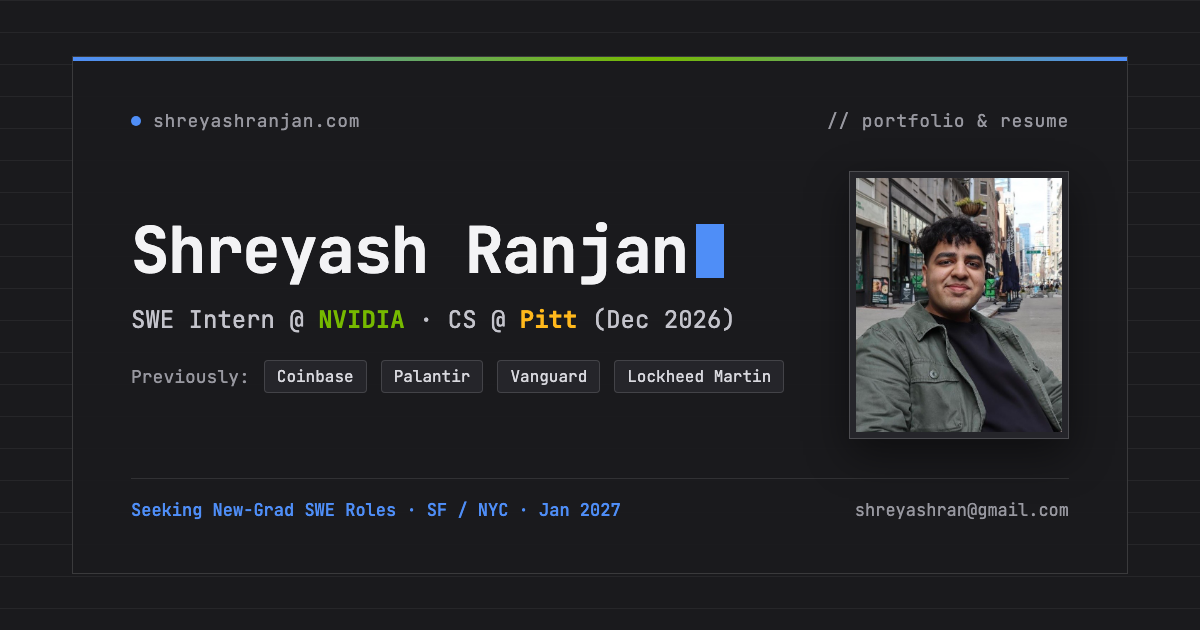 shreyashranjan.com
// portfolio & resume
Shreyash Ranjan
SWE Intern @ NVIDIA · CS @ Pitt (Dec 2026)
Previously: Coinbase Palantir Vanguard Lockheed Martin
Seeking New-Grad SWE Roles · SF / NYC · Jan 2027
shreyashran@gmail.com